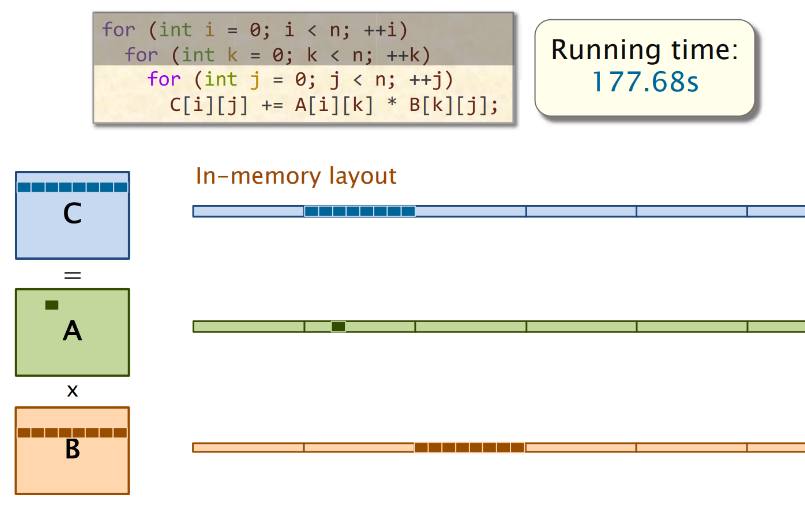 for (int i = 0; i < n; ++i)
for (int k = 0; k < n; ++k)
for (int j = 0; j < n; ++j)
C[i][j] += A[i][k] * B[k][j];
Running time:
177.68s
In-memory layout
C
=
A
x
B